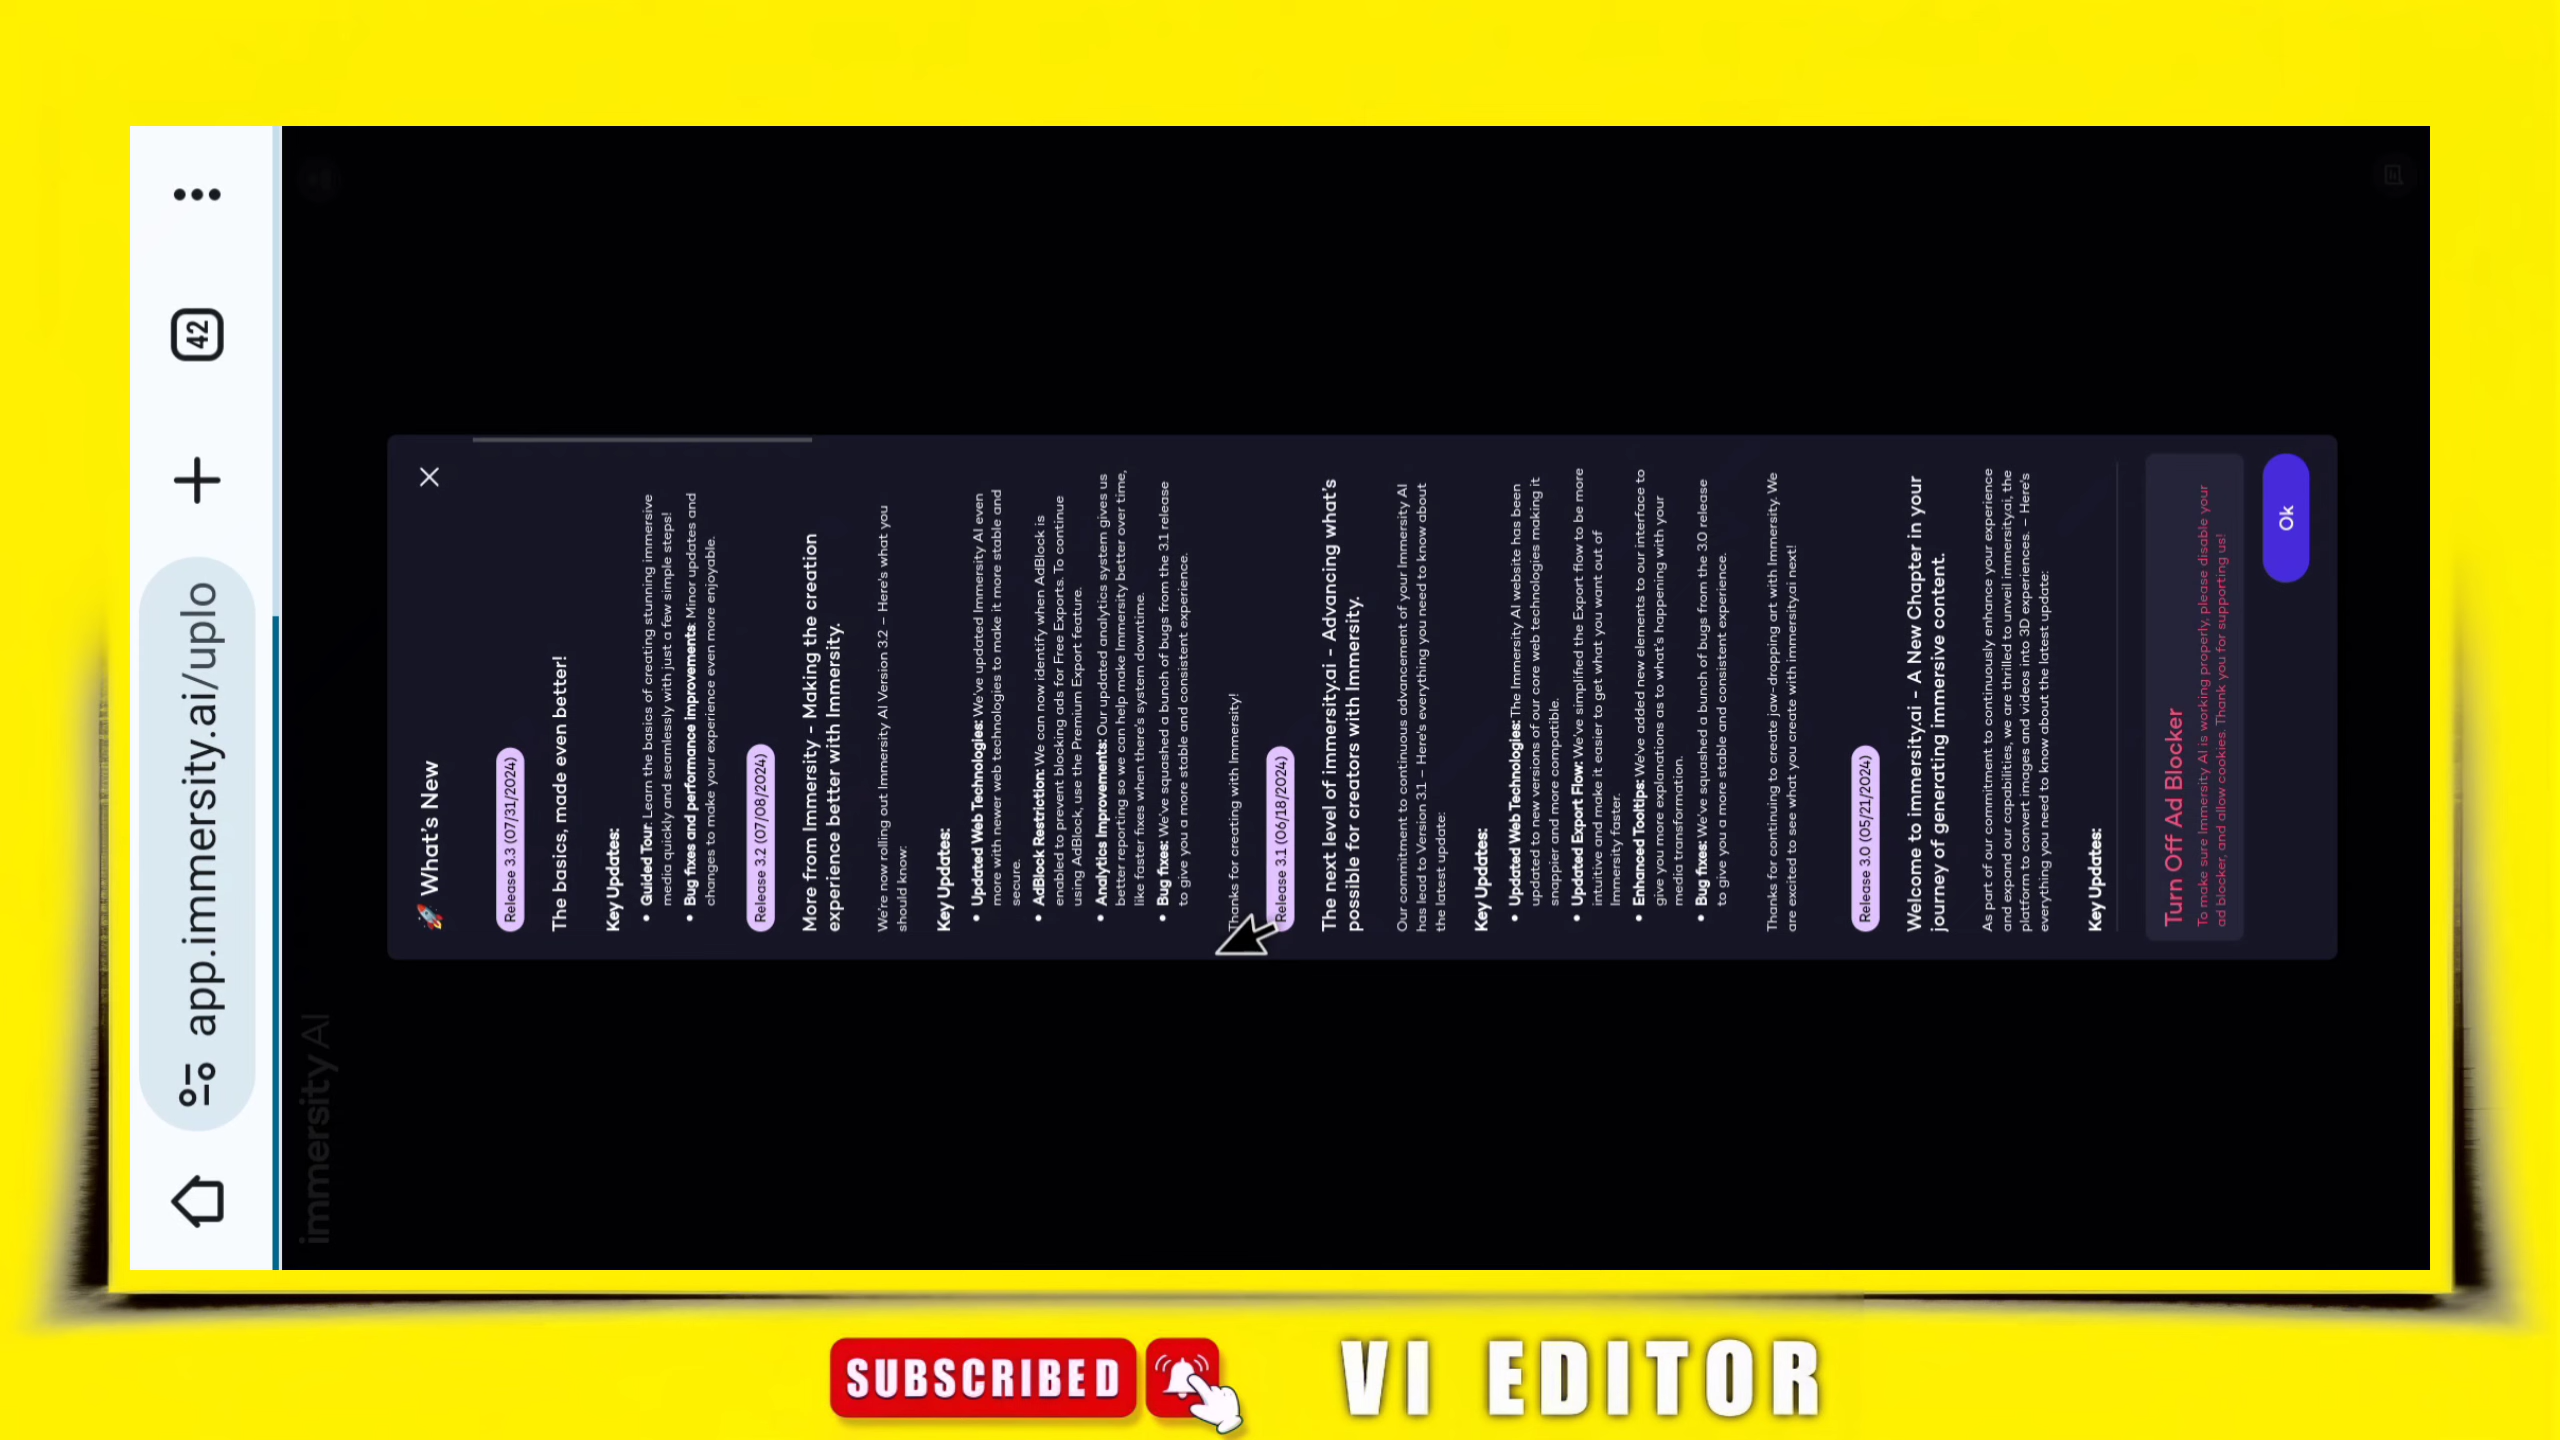 42
app.immersity.ai/uplo
immersity AI
🚀 What's New
Release 3.3 (07/31/2024)
The basics, made even better!
Key Updates:
• Guided Tour: Learn the basics of creating stunning immersive
media quickly and seamlessly with just a few simple steps!
• Bug fixes and performance improvements: Minor updates and
changes to make your experience even more enjoyable.
Release 3.2 (07/08/2024)
More from Immersity - Making the creation
experience better with Immersity.
We're now rolling out Immersity AI Version 3.2 – Here's what you
should know:
Key Updates:
• Updated Web Technologies: We've updated Immersity AI even
more with newer web technologies to make it more stable and
secure.
• AdBlock Restriction: We can now identify when AdBlock is
enabled to prevent blocking ads for Free Exports. To continue
using AdBlock, use the Premium Export feature.
• Analytics Improvements: Our updated analytics system gives us
better reporting so we can help make Immersity better over time,
like faster fixes when there's system downtime.
• Bug fixes: We've squashed a bunch of bugs from the 3.1 release
to give you a more stable and consistent experience.
Thanks for creating with Immersity!
Release 3.1 (06/18/2024)
The next level of immersity.ai - Advancing what's
possible for creators with Immersity.
Our commitment to continuous advancement of your Immersity AI
has lead to Version 3.1 – Here's everything you need to know about
the latest update:
Key Updates:
• Updated Web Technologies: The Immersity AI website has been
updated to new versions of our core web technologies making it
snappier and more compatible.
• Updated Export Flow: We've simplified the Export flow to be more
intuitive and make it easier to get what you want out of
Immersity faster.
• Enhanced Tooltips: We've added new elements to our interface to
give you more explanations as to what's happening with your
media transformation.
• Bug fixes: We've squashed a bunch of bugs from the 3.0 release
to give you a more stable and consistent experience.
Thanks for continuing to create jaw-dropping art with Immersity. We
are excited to see what you create with immersity.ai next!
Release 3.0 (05/21/2024)
Welcome to immersity.ai - A New Chapter in your
journey of generating immersive content.
As part of our commitment to continuously enhance your experience
and expand our capabilities, we are thrilled to unveil immersity.ai, the
platform to convert images and videos into 3D experiences. – Here's
everything you need to know about the latest update:
Key Updates:
Turn Off Ad Blocker
To make sure Immersity AI is working properly, please disable your
ad blocker, and allow cookies. Thank you for supporting us!
Ok
SUBSCRIBED
VI EDITOR